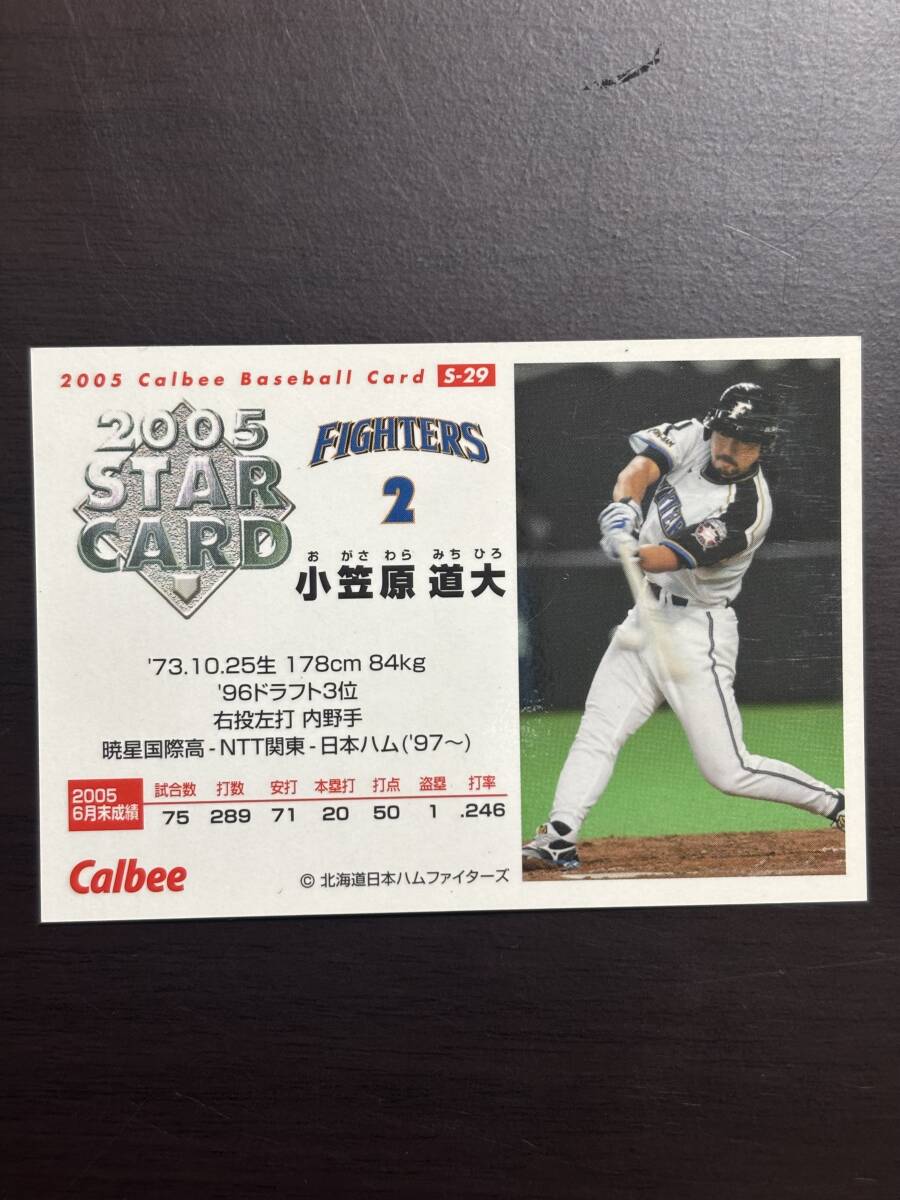 2005 Calbee Baseball Card S-29
2005
STAR
CARD
FIGHTERS
2
お がさ わら みち ひろ
小笠原 道大
'73.10.25生 178cm 84kg
'96ドラフト3位
右投左打 内野手
暁星国際高-NTT関東-日本ハム('97〜)
2005
6月末成績
試合数 打数 安打 本塁打 打点 盗塁 打率
75 289 71 20 50 1 .246
Calbee
© 北海道日本ハムファイターズ